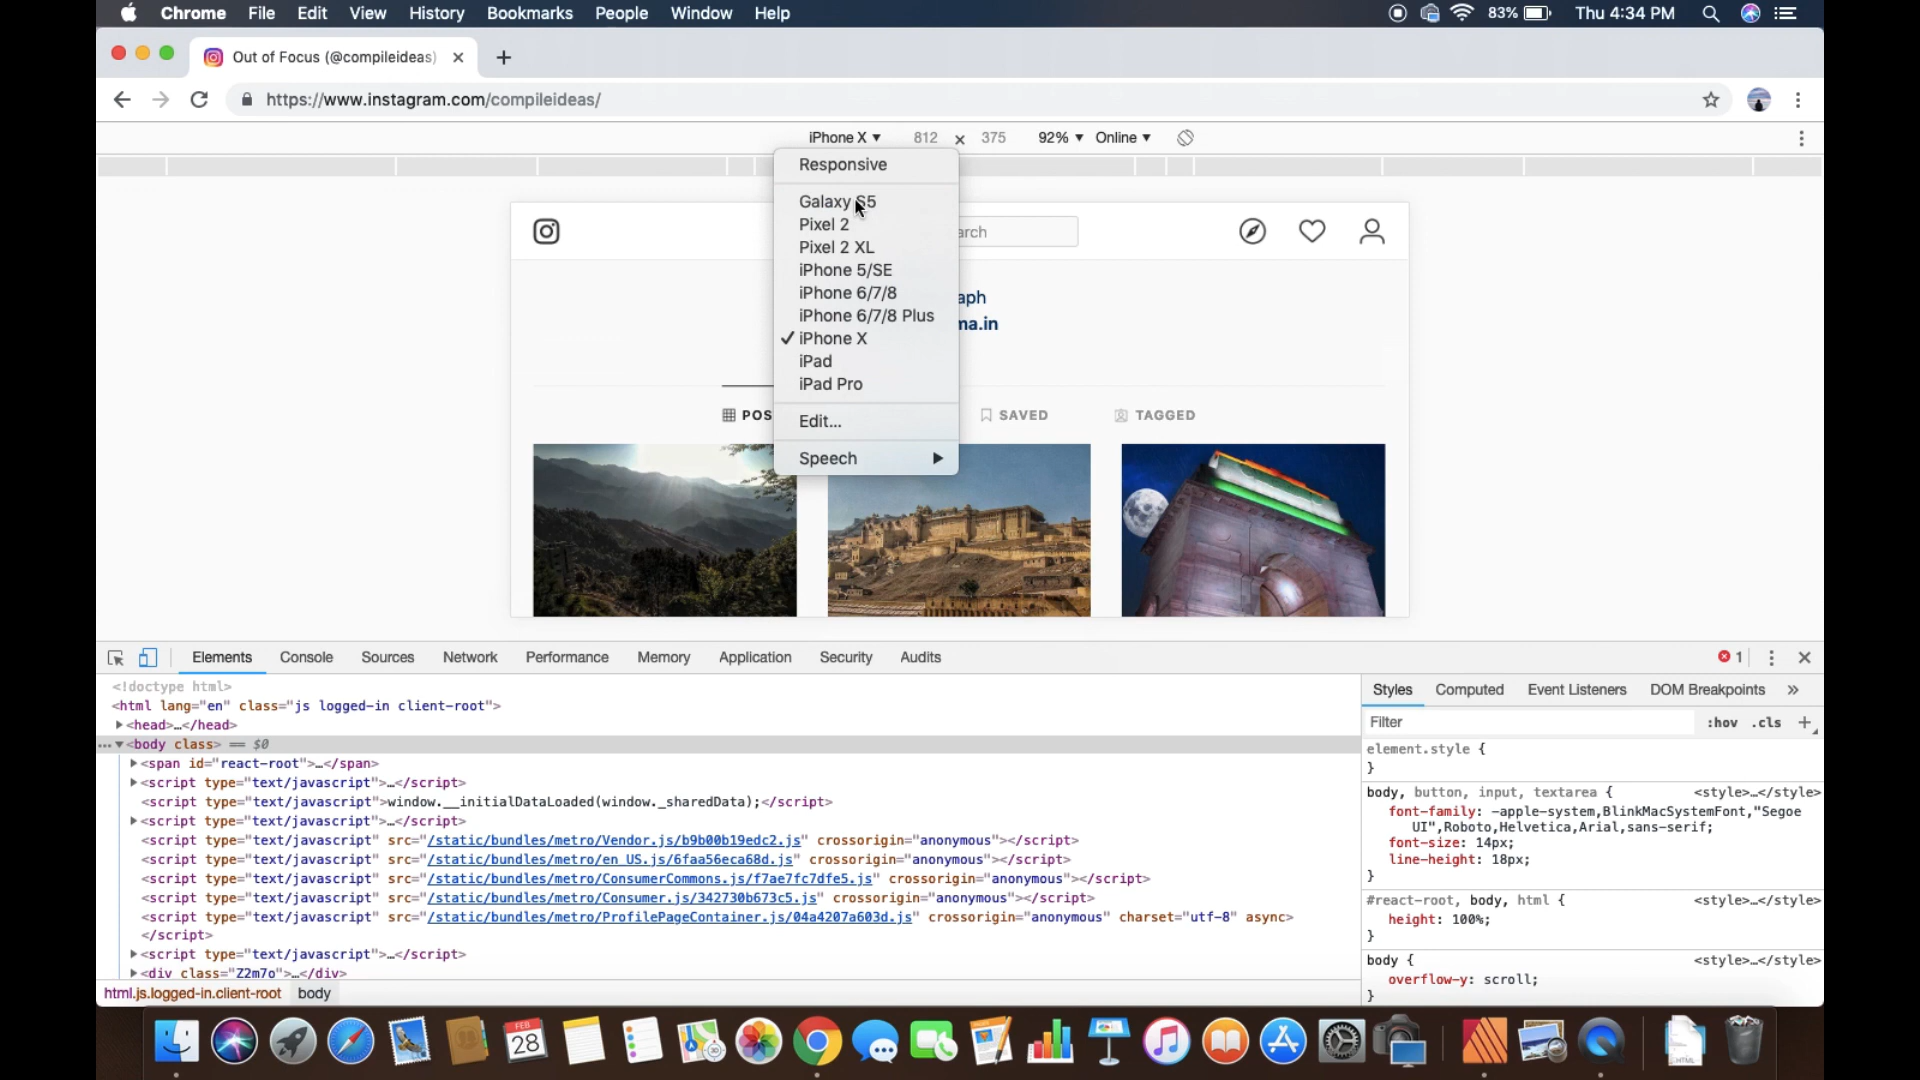 Chrome File Edit View History Bookmarks People Window Help 83% Thu 4:34 PM
Out of Focus (@compileideas)
https://www.instagram.com/compileideas/
iPhone X 812 375 92% Online
Responsive
Galaxy S5
Pixel 2
Pixel 2 XL
iPhone 5/SE
iPhone 6/7/8
iPhone 6/7/8 Plus
iPhone X
iPad
iPad Pro
Edit...
Speech
arch
aph
ma.in
POS SAVED TAGGED
Elements Console Sources Network Performance Memory Application Security Audits 1
<!doctype html>
<html lang="en" class="js logged-in client-root">
<head>…</head>
… <body class> == $0
<span id="react-root">…</span>
<script type="text/javascript">…</script>
<script type="text/javascript">window.__initialDataLoaded(window._sharedData);</script>
<script type="text/javascript">…</script>
<script type="text/javascript" src="/static/bundles/metro/Vendor.js/b9b00b19edc2.js" crossorigin="anonymous"></script>
<script type="text/javascript" src="/static/bundles/metro/en_US.js/6faa56eca68d.js" crossorigin="anonymous"></script>
<script type="text/javascript" src="/static/bundles/metro/ConsumerCommons.js/f7ae7fc7dfe5.js" crossorigin="anonymous"></script>
<script type="text/javascript" src="/static/bundles/metro/Consumer.js/342730b673c5.js" crossorigin="anonymous"></script>
<script type="text/javascript" src="/static/bundles/metro/ProfilePageContainer.js/04a4207a603d.js" crossorigin="anonymous" charset="utf-8" async>
</script>
<script type="text/javascript">…</script>
<div class="Z2m7o">…</div>
html.js.logged-in.client-root body
Styles Computed Event Listeners DOM Breakpoints »
Filter :hov .cls +
element.style {
}
body, button, input, textarea { <style>…</style>
font-family: -apple-system,BlinkMacSystemFont,"Segoe
UI",Roboto,Helvetica,Arial,sans-serif;
font-size: 14px;
line-height: 18px;
}
#react-root, body, html { <style>…</style>
height: 100%;
}
body { <style>…</style>
overflow-y: scroll;
}
FEB
28
HTML